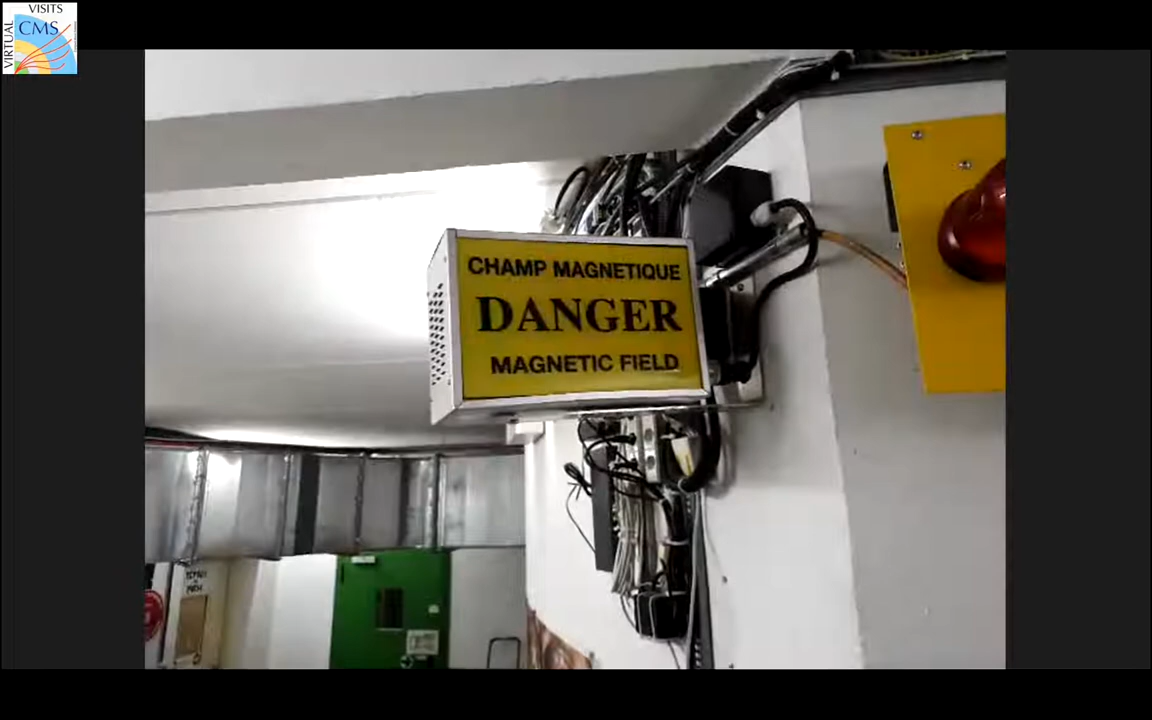 VISITS
VIRTUAL
CMS
CHAMP MAGNETIQUE
DANGER
MAGNETIC FIELD